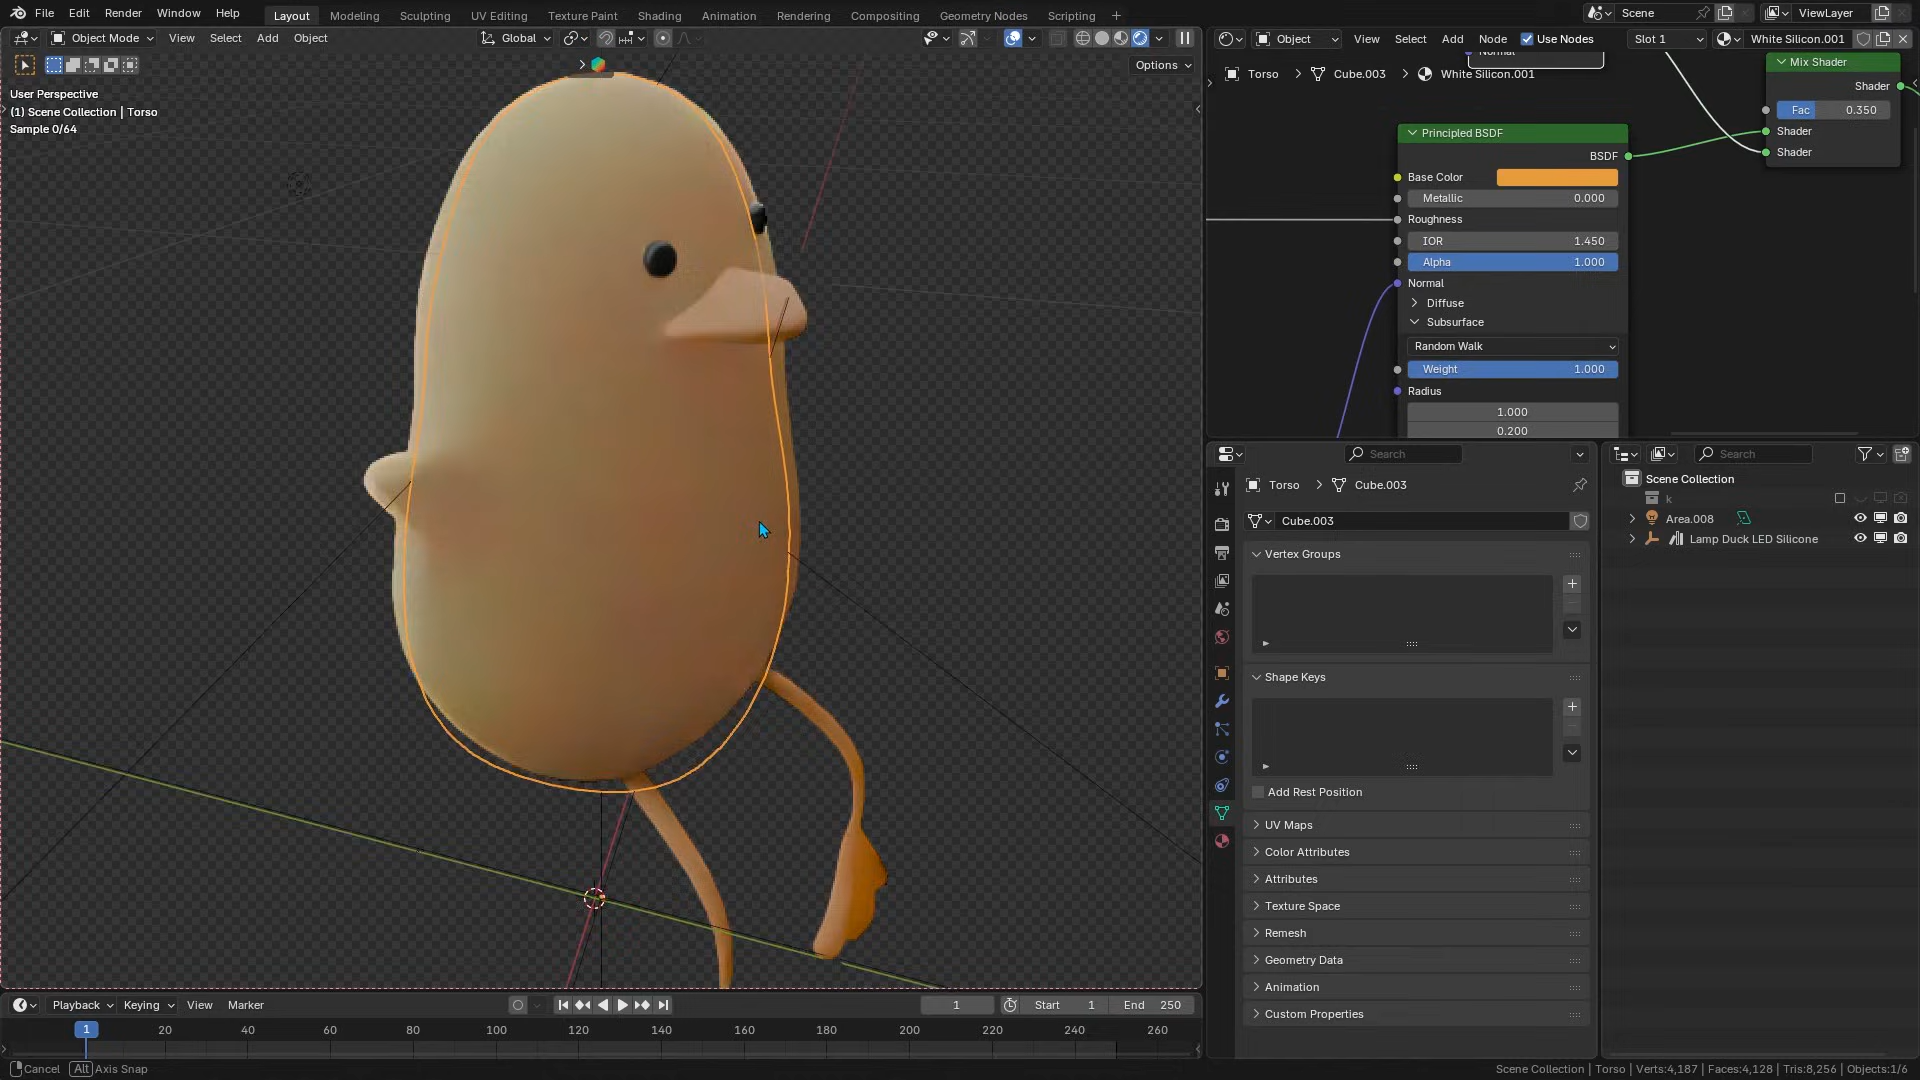 File Edit Render Window Help Layout Modeling Sculpting UV Editing Texture Paint Shading Animation Rendering Compositing Geometry Nodes Scripting + Scene ViewLayer
Object Mode View Select Add Object Global Object View Select Add Node Use Nodes Slot 1 White Silicon.001
Options
User Perspective
(1) Scene Collection | Torso
Sample 0/64
Torso > Cube.003 > White Silicon.001
Mix Shader
Shader
Fac 0.350
Shader
Shader
Principled BSDF
BSDF
Base Color
Metallic 0.000
Roughness
IOR 1.450
Alpha 1.000
Normal
Diffuse
Subsurface
Random Walk
Weight 1.000
Radius
1.000
0.200
Search
Torso > Cube.003
Cube.003
Vertex Groups
Shape Keys
Add Rest Position
UV Maps
Color Attributes
Attributes
Texture Space
Remesh
Geometry Data
Animation
Custom Properties
Search
Scene Collection
k
Area.008
Lamp Duck LED Silicone
Playback Keying View Marker 1 Start 1 End 250
1 20 40 60 80 100 120 140 160 180 200 220 240 260
Cancel Alt Axis Snap
Scene Collection | Torso | Verts:4,187 | Faces:4,128 | Tris:8,256 | Objects:1/6